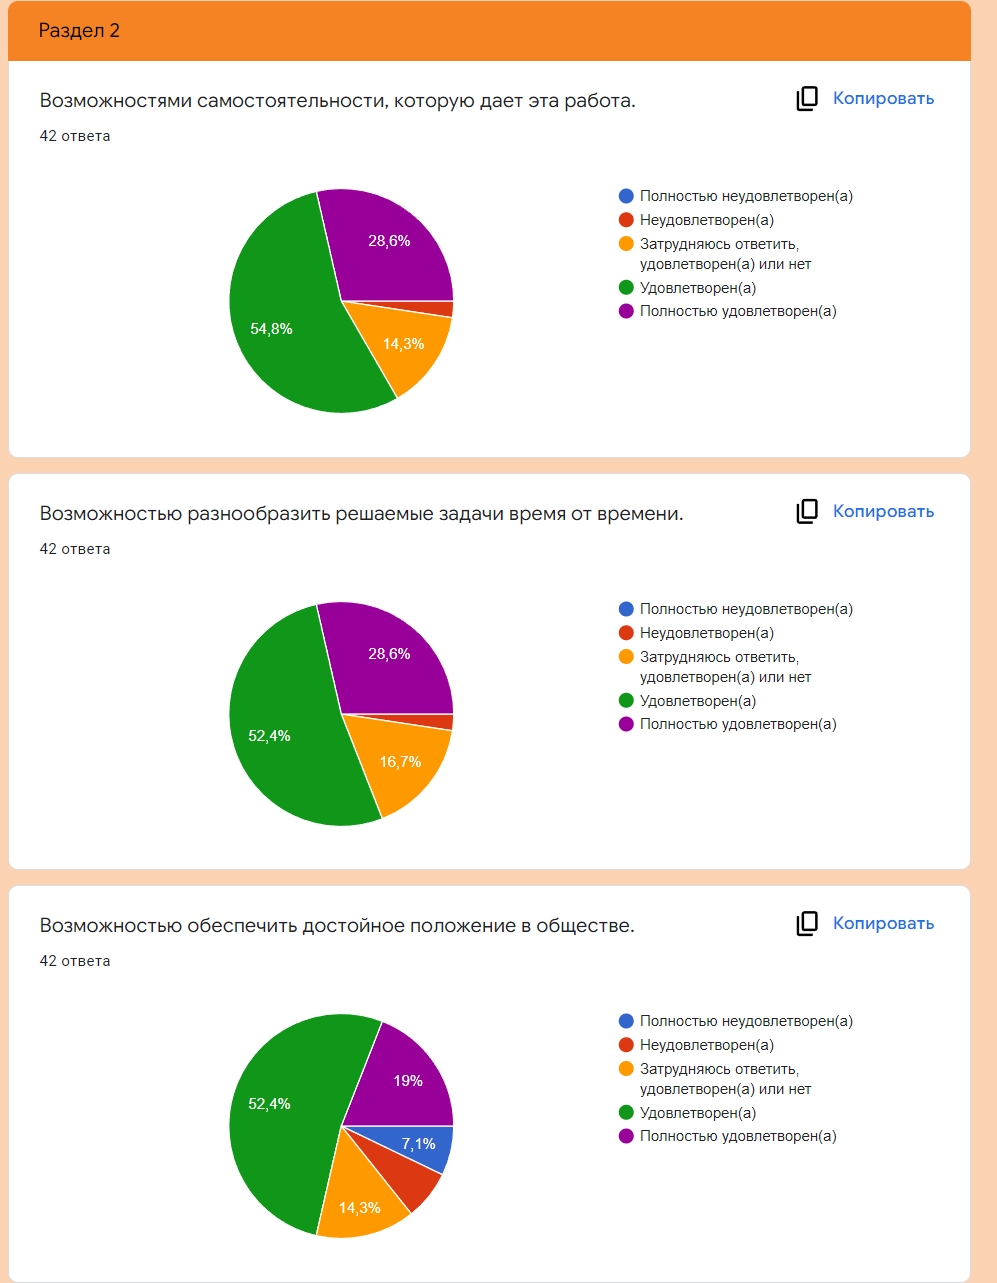 Раздел 2
Возможностями самостоятельности, которую дает эта работа.
Копировать
42 ответа
28,6%
54,8%
14,3%
Полностью неудовлетворен(а)
Неудовлетворен(а)
Затрудняюсь ответить,
удовлетворен(а) или нет
Удовлетворен(а)
Полностью удовлетворен(а)
Возможностью разнообразить решаемые задачи время от времени.
Копировать
42 ответа
28,6%
52,4%
16,7%
Полностью неудовлетворен(а)
Неудовлетворен(а)
Затрудняюсь ответить,
удовлетворен(а) или нет
Удовлетворен(а)
Полностью удовлетворен(а)
Возможностью обеспечить достойное положение в обществе.
Копировать
42 ответа
19%
52,4%
7,1%
14,3%
Полностью неудовлетворен(а)
Неудовлетворен(а)
Затрудняюсь ответить,
удовлетворен(а) или нет
Удовлетворен(а)
Полностью удовлетворен(а)